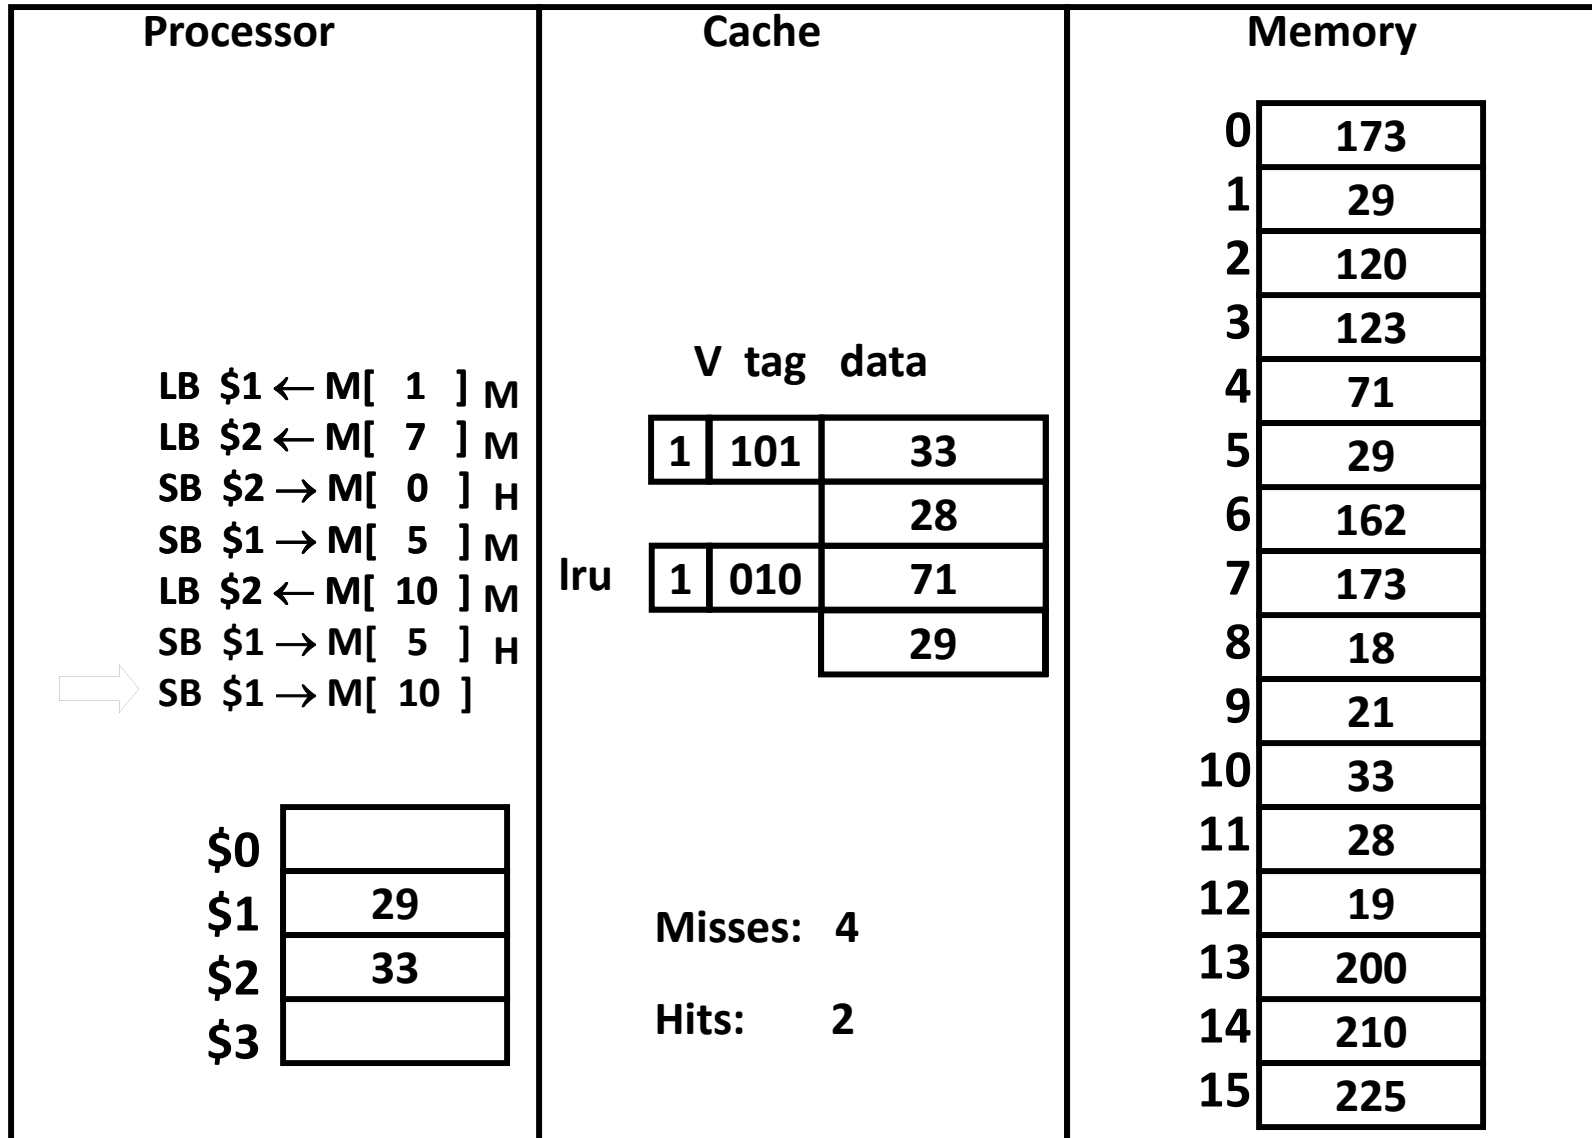 Processor
LB $1 ← M[ 1 ] M
LB $2 ← M[ 7 ] M
SB $2 → M[ 0 ] H
SB $1 → M[ 5 ] M
LB $2 ← M[ 10 ] M
SB $1 → M[ 5 ] H
SB $1 → M[ 10 ]
$0
$1 29
$2 33
$3
Cache
V tag data
1 101 33
28
lru 1 010 71
29
Misses: 4
Hits: 2
Memory
0 173
1 29
2 120
3 123
4 71
5 29
6 162
7 173
8 18
9 21
10 33
11 28
12 19
13 200
14 210
15 225